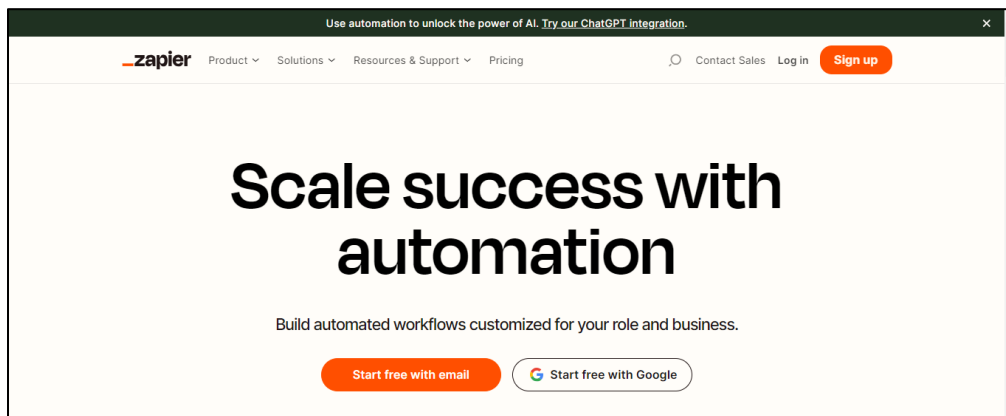 Use automation to unlock the power of AI. Try our ChatGPT integration.
_zapier Product Solutions Resources & Support Pricing Contact Sales Log in Sign up
Scale success with
automation
Build automated workflows customized for your role and business.
Start free with email Start free with Google